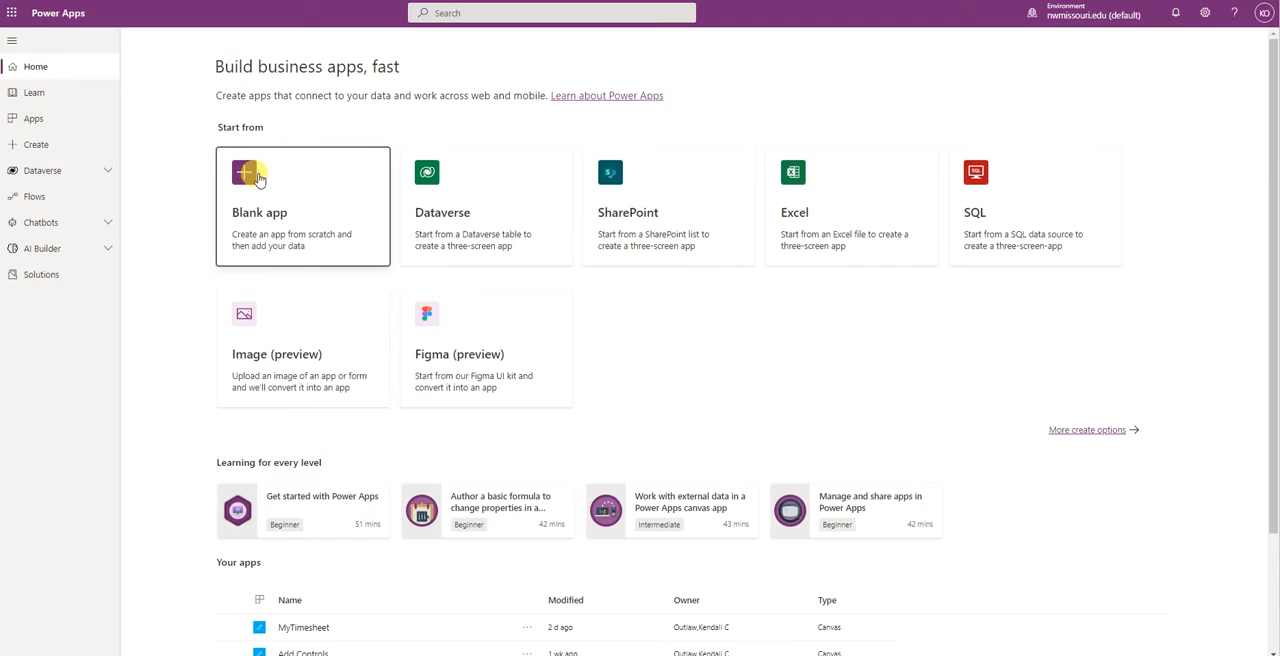 Power Apps
Search
Environment
nwmissouri.edu (default)
?
KO
Home
Learn
Apps
Create
Dataverse
Flows
Chatbots
AI Builder
Solutions
Build business apps, fast
Create apps that connect to your data and work across web and mobile. Learn about Power Apps
Start from
Blank app
Create an app from scratch and
then add your data
Dataverse
Start from a Dataverse table to
create a three-screen app
SharePoint
Start from a SharePoint list to
create a three-screen app
Excel
Start from an Excel file to create a
three-screen app
SQL
SQL
Start from a SQL data source to
create a three-screen-app
Image (preview)
Upload an image of an app or form
and we'll convert it into an app
Figma (preview)
Start from our Figma UI kit and
convert it into an app
More create options
Learning for every level
Get started with Power Apps
Beginner 51 mins
Author a basic formula to
change properties in a...
Beginner 42 mins
Work with external data in a
Power Apps canvas app
Intermediate 43 mins
Manage and share apps in
Power Apps
Beginner 42 mins
Your apps
Name Modified Owner Type
MyTimesheet ... 2 d ago Outlaw,Kendall C Canvas
Add Controls ... 1 wk ago Outlaw,Kendall C Canvas